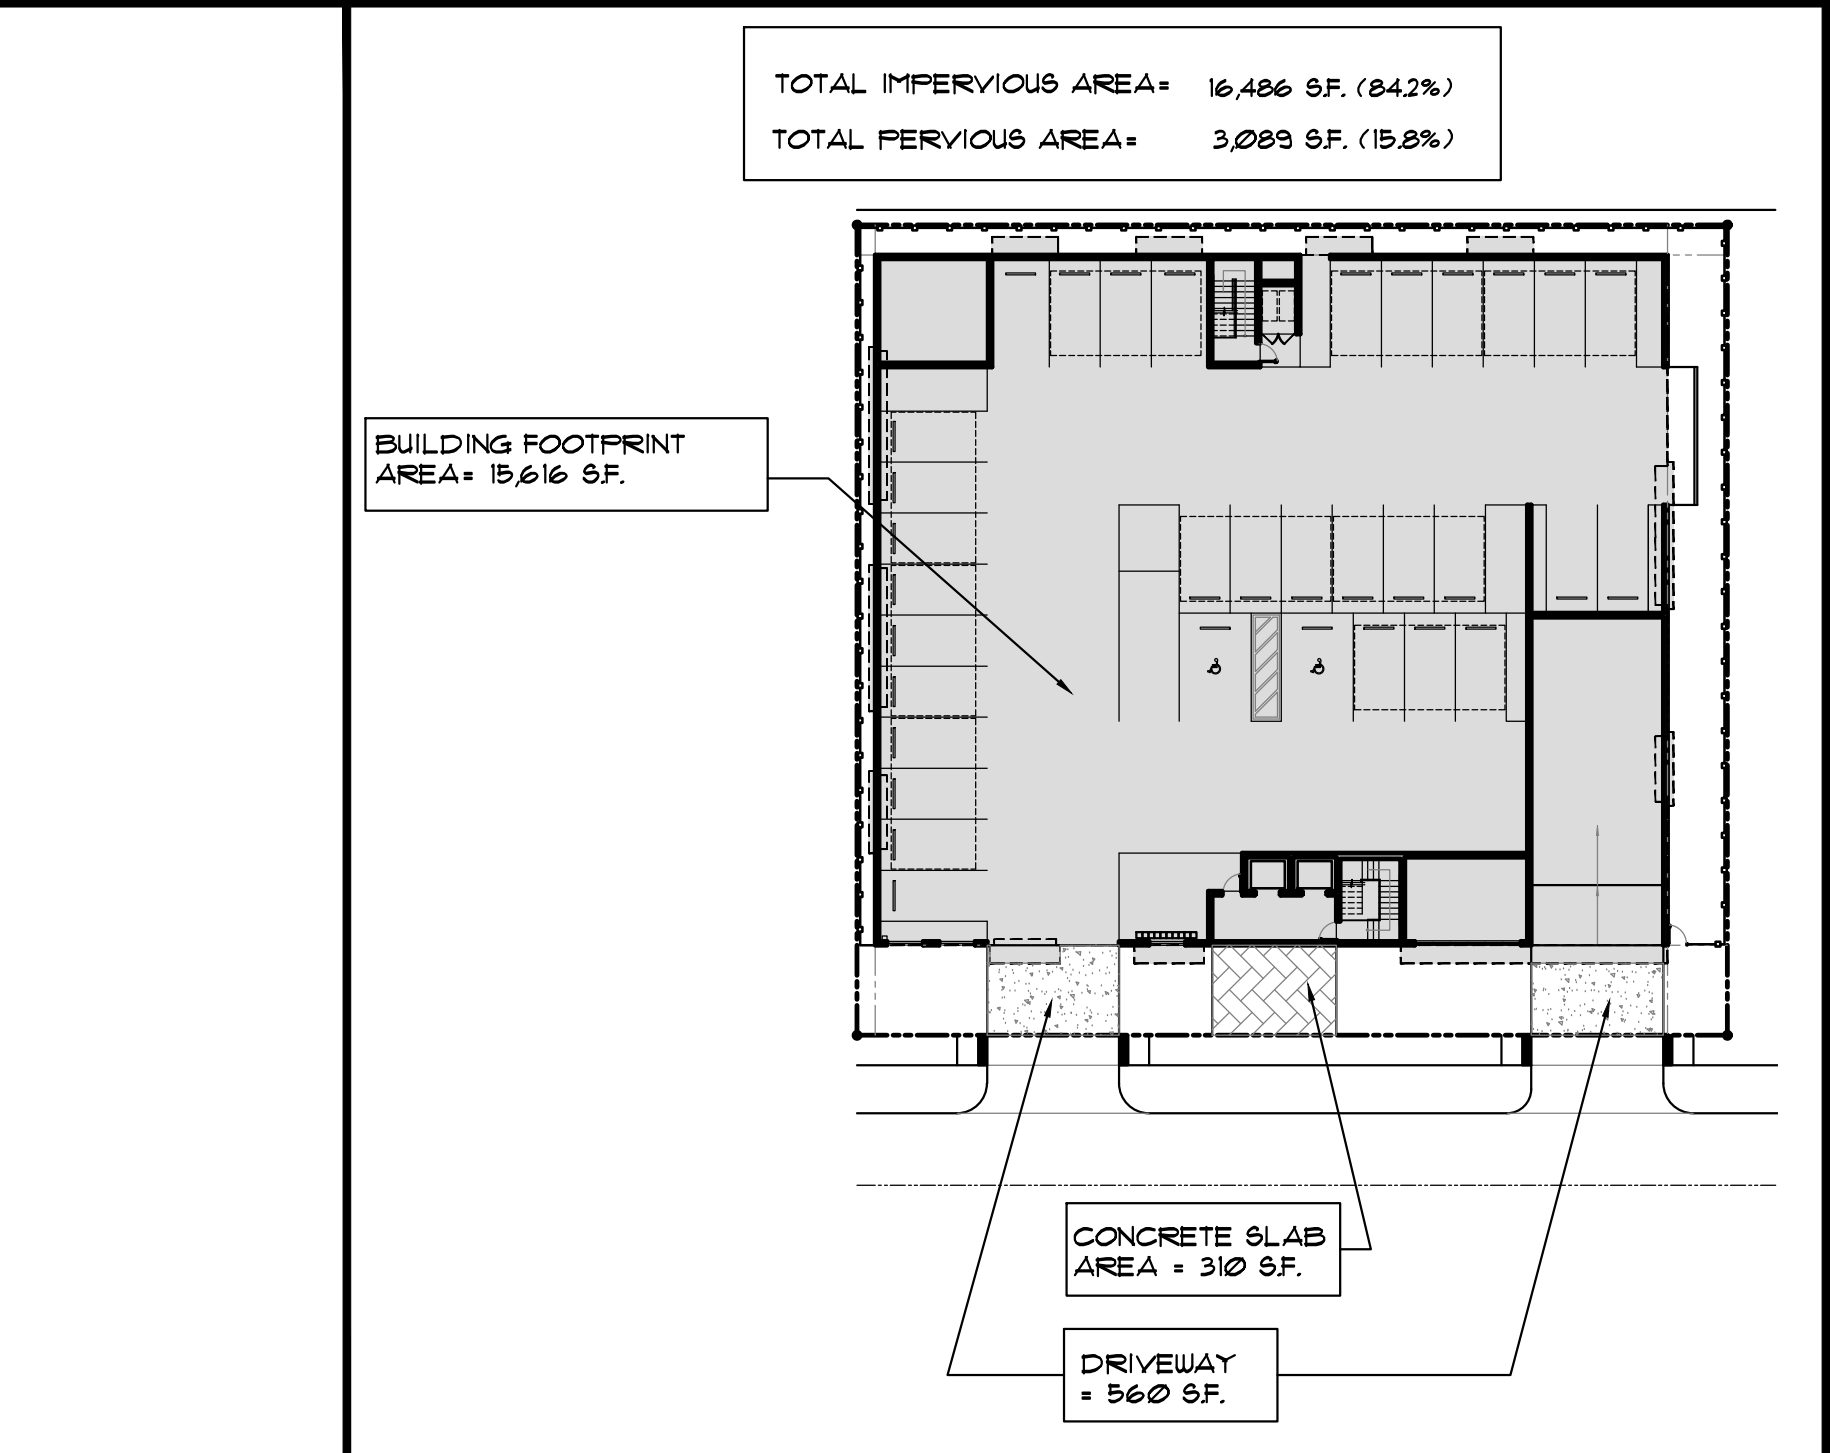 TOTAL IMPERVIOUS AREA= 16,486 S.F. (84.2%)
TOTAL PERVIOUS AREA= 3,089 S.F. (15.8%)
BUILDING FOOTPRINT
AREA= 15,616 S.F.
CONCRETE SLAB
AREA = 310 S.F.
DRIVEWAY
= 560 S.F.